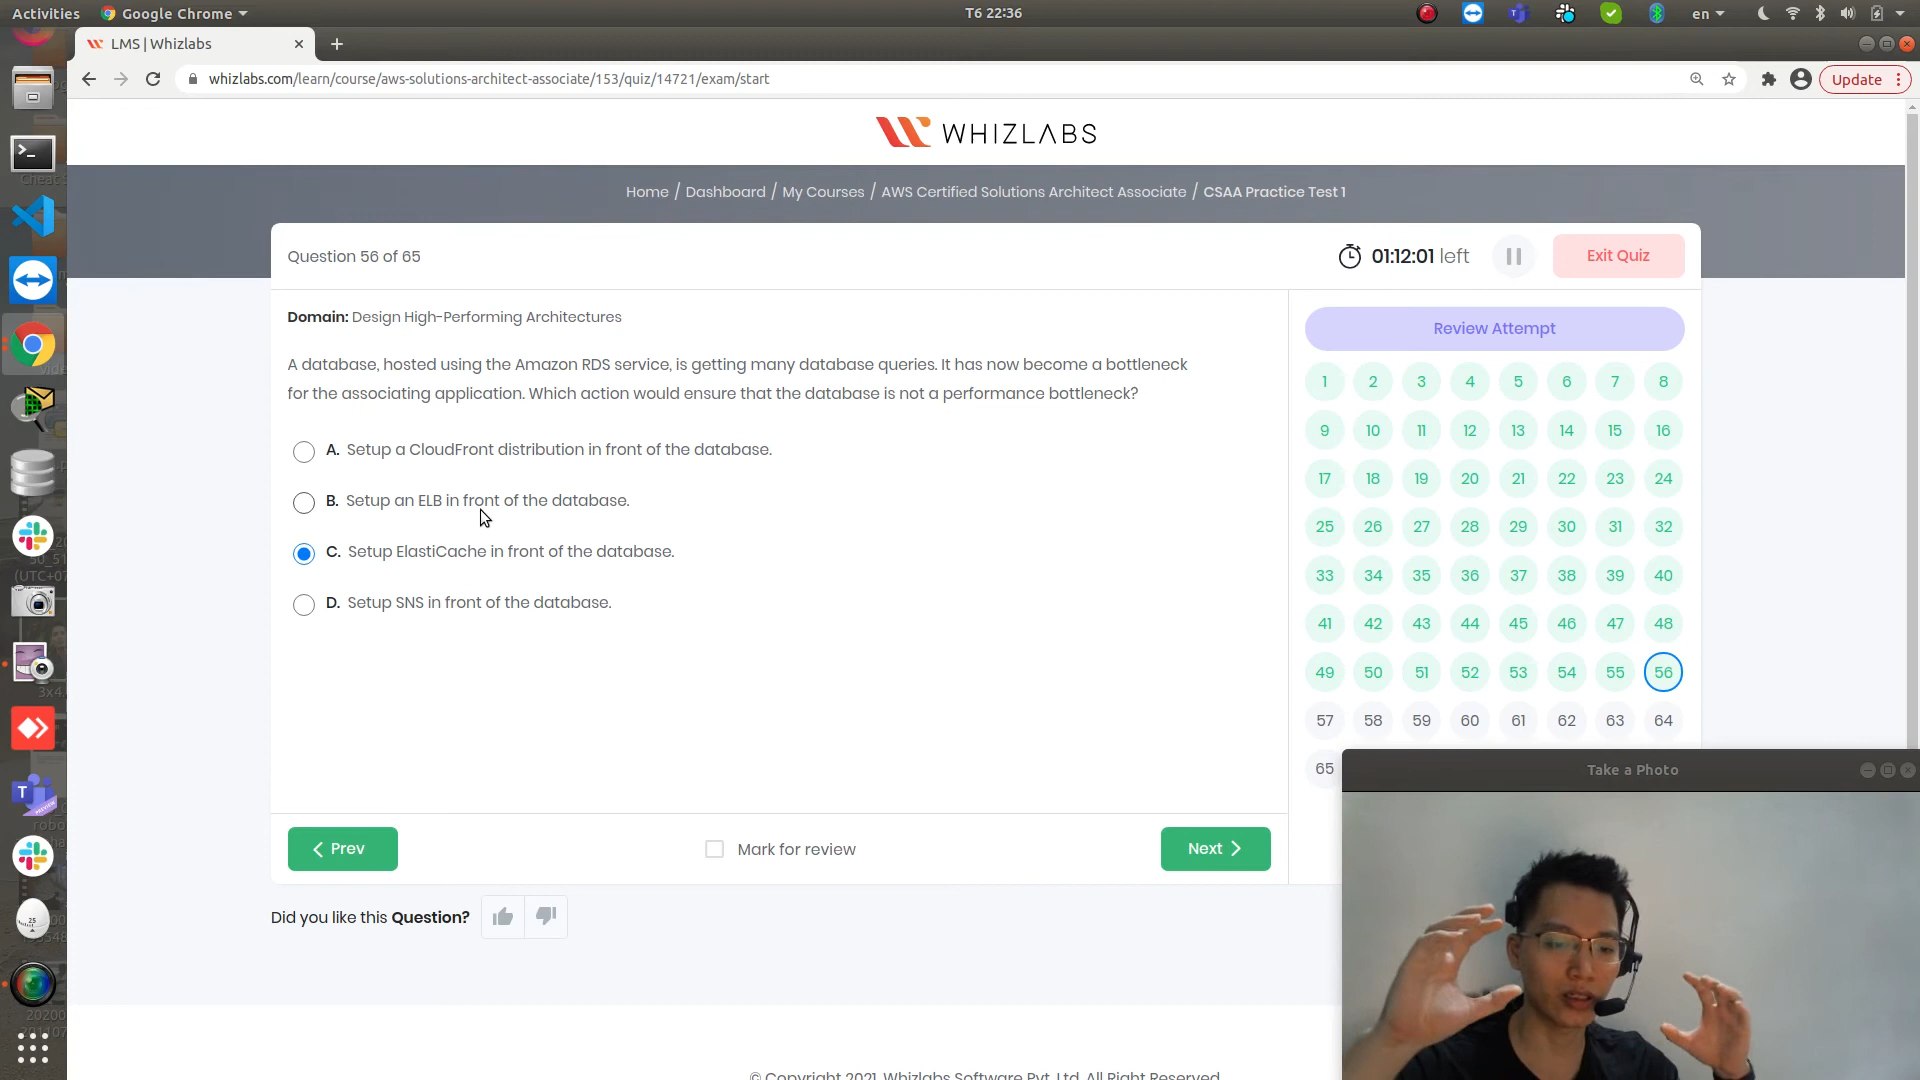 Activities
Google Chrome
T6 22:36
en
LMS | Whizlabs
whizlabs.com/learn/course/aws-solutions-architect-associate/153/quiz/14721/exam/start
Update
WHIZLABS
Home / Dashboard / My Courses / AWS Certified Solutions Architect Associate / CSAA Practice Test 1
Question 56 of 65
01:12:01 left
Exit Quiz
Domain: Design High-Performing Architectures
A database, hosted using the Amazon RDS service, is getting many database queries. It has now become a bottleneck
for the associating application. Which action would ensure that the database is not a performance bottleneck?
A. Setup a CloudFront distribution in front of the database.
B. Setup an ELB in front of the database.
C. Setup ElastiCache in front of the database.
D. Setup SNS in front of the database.
Prev
Mark for review
Next
Did you like this Question?
Review Attempt
1 2 3 4 5 6 7 8
9 10 11 12 13 14 15 16
17 18 19 20 21 22 23 24
25 26 27 28 29 30 31 32
33 34 35 36 37 38 39 40
41 42 43 44 45 46 47 48
49 50 51 52 53 54 55 56
57 58 59 60 61 62 63 64
65
Take a Photo
© Copyright 2021. Whizlabs Software Pvt. Ltd. All Right Reserved